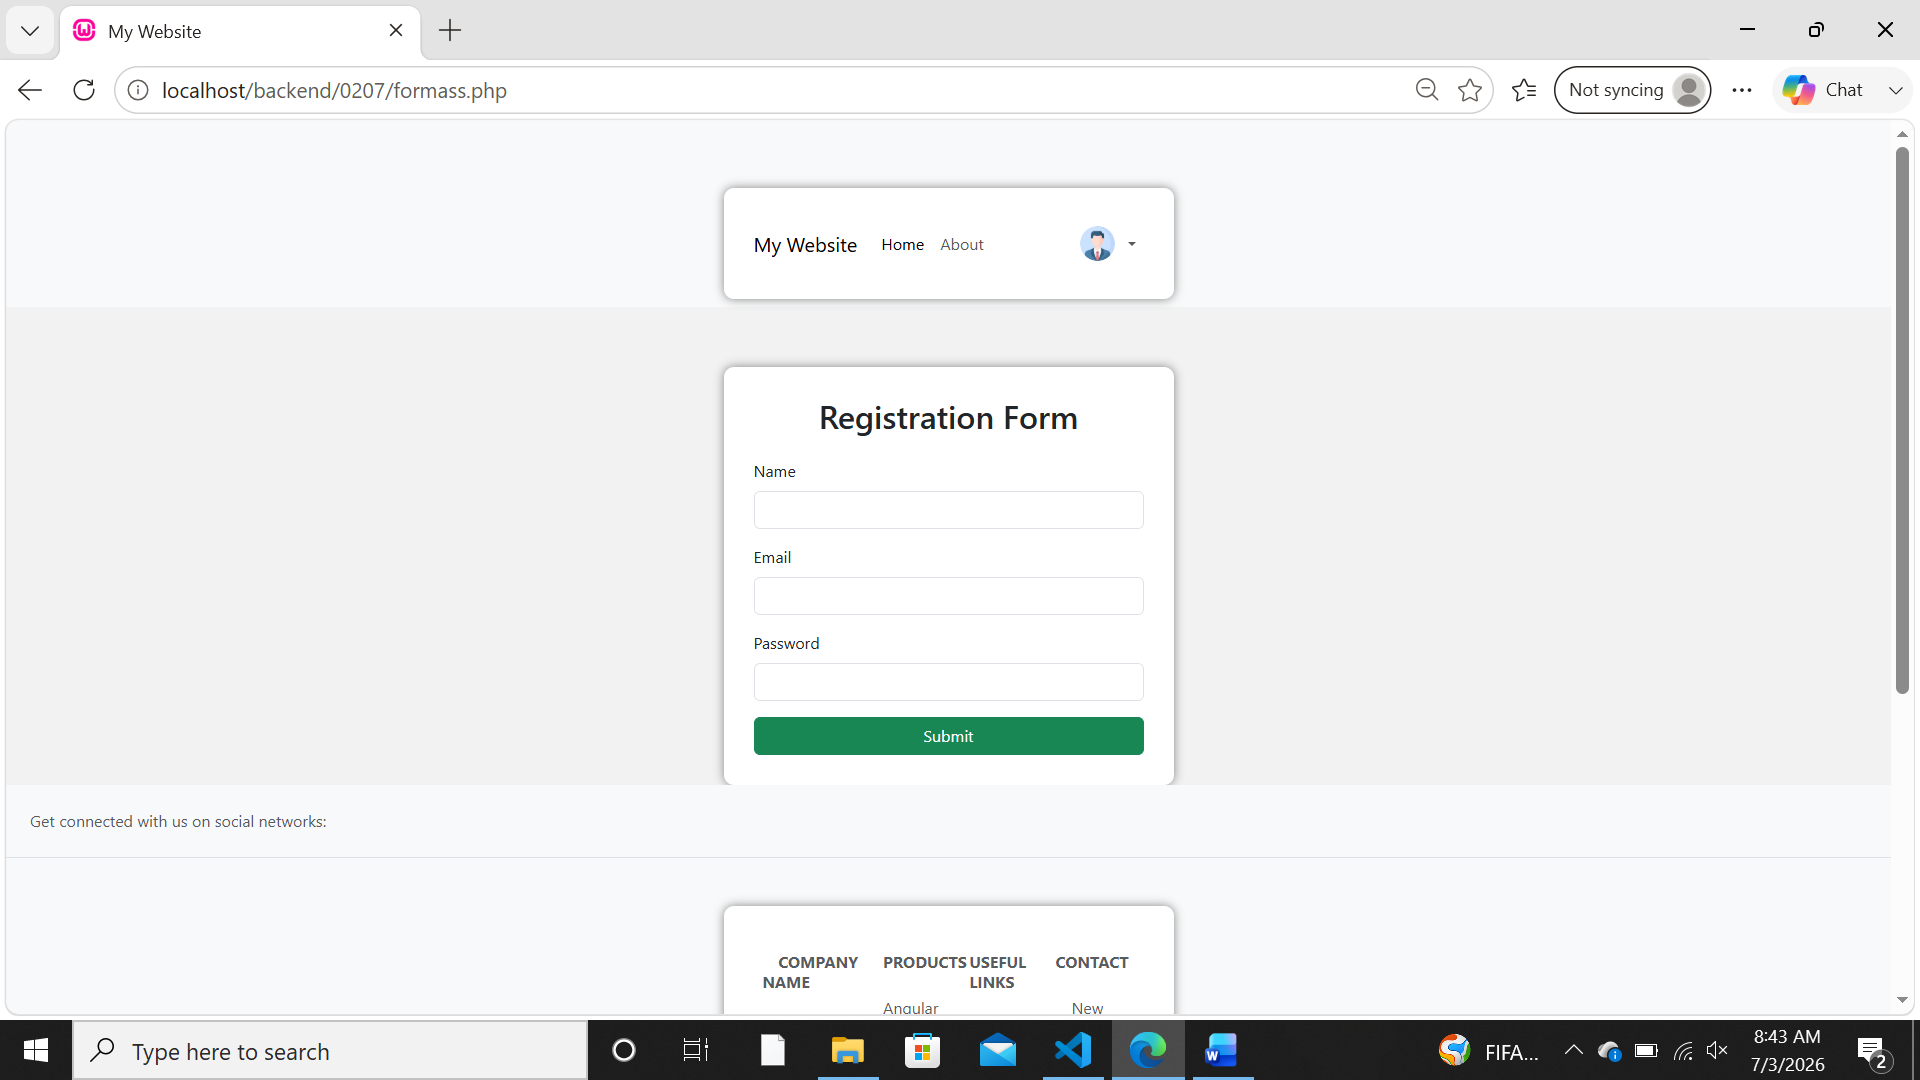 My Website
localhost/backend/0207/formass.php
Not syncing
Chat
My Website Home About
Registration Form
Name
Email
Password
Submit
Get connected with us on social networks:
COMPANY NAME
PRODUCTS
Angular
USEFUL LINKS
CONTACT
New
Type here to search
FIFA...
8:43 AM
7/3/2026
2